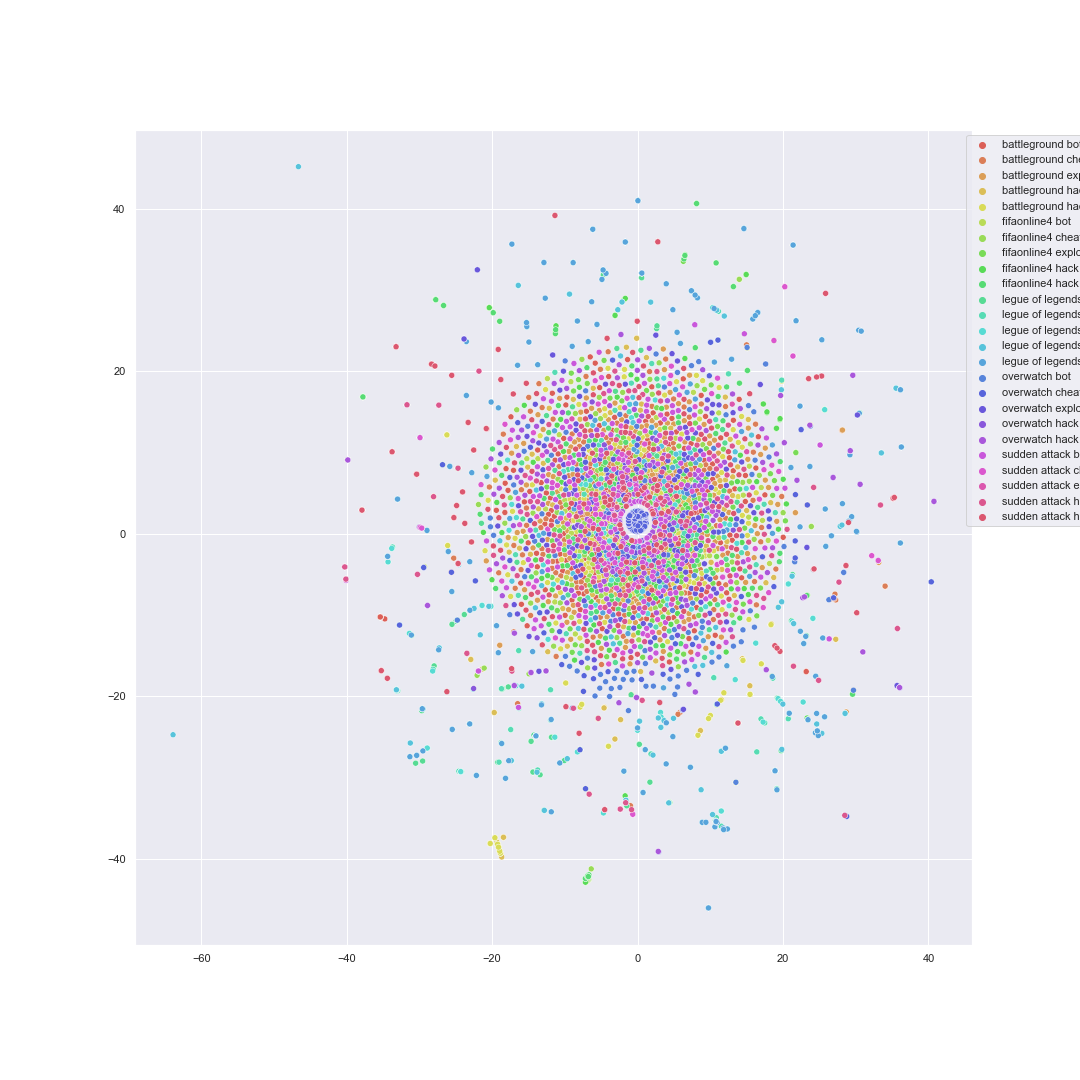 battleground bot
battleground che
battleground exp
battleground hac
battleground hac
fifaonline4 bot
fifaonline4 cheat
fifaonline4 explo
fifaonline4 hack
fifaonline4 hack
legue of legends
legue of legends
legue of legends
legue of legends
legue of legends
overwatch bot
overwatch cheat
overwatch explo
overwatch hack
overwatch hack
sudden attack b
sudden attack ch
sudden attack e
sudden attack h
sudden attack h
40
20
0
−20
−40
−60
−40
−20
0
20
40